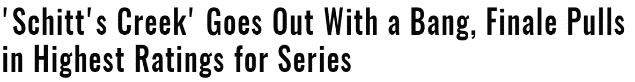 'Schitt's Creek' Goes Out With a Bang, Finale Pulls
in Highest Ratings for Series